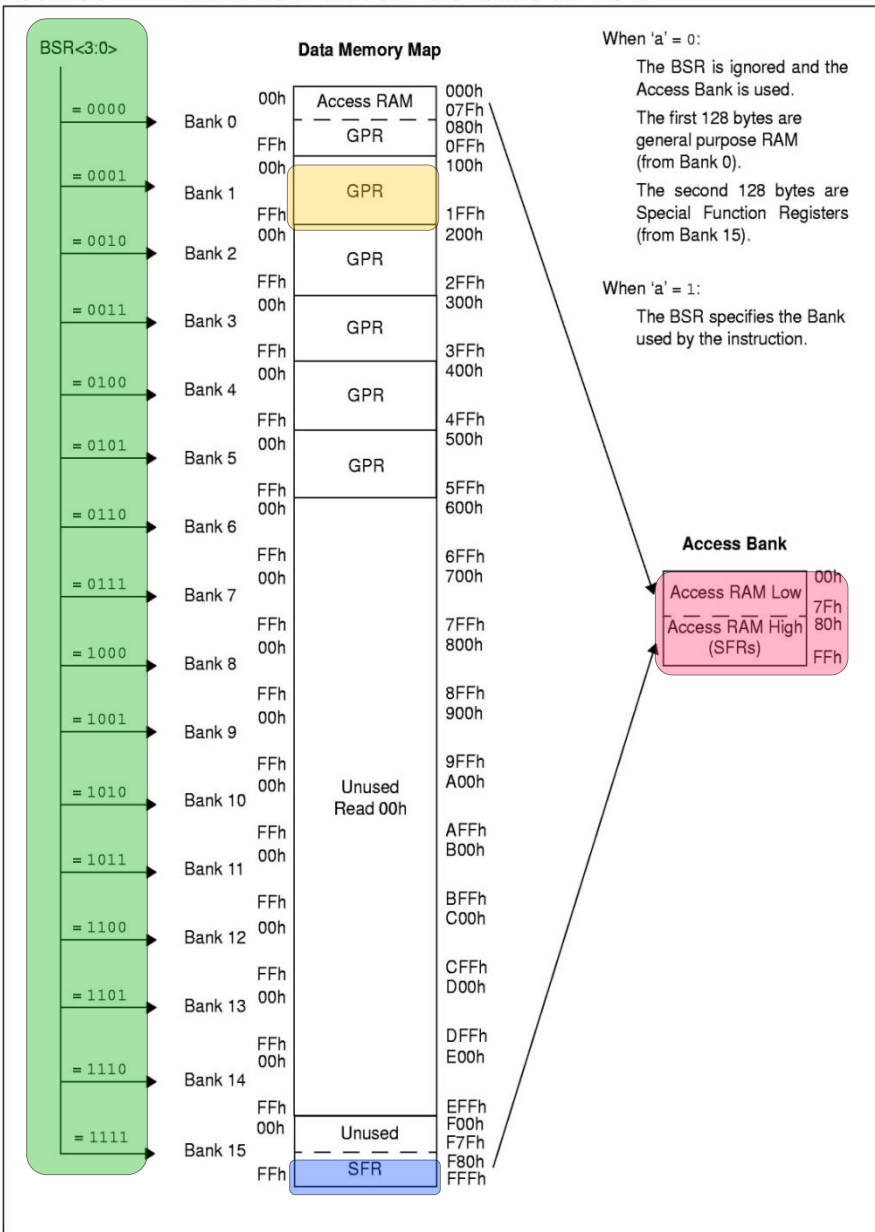 BSR<3:0>
Data Memory Map
When 'a' = 0:
The BSR is ignored and the
Access Bank is used.
The first 128 bytes are
general purpose RAM
(from Bank 0).
The second 128 bytes are
Special Function Registers
(from Bank 15).
When 'a' = 1:
The BSR specifies the Bank
used by the instruction.
= 0000
Bank 0
00h
Access RAM
000h
07Fh
GPR
080h
FFh
0FFh
= 0001
Bank 1
00h
100h
GPR
FFh
1FFh
= 0010
Bank 2
00h
200h
GPR
FFh
2FFh
= 0011
Bank 3
00h
300h
GPR
FFh
3FFh
= 0100
Bank 4
00h
400h
GPR
FFh
4FFh
= 0101
Bank 5
00h
500h
GPR
FFh
5FFh
= 0110
Bank 6
00h
600h
FFh
6FFh
= 0111
Bank 7
00h
700h
FFh
7FFh
= 1000
Bank 8
00h
800h
FFh
8FFh
= 1001
Bank 9
00h
900h
FFh
9FFh
= 1010
Bank 10
00h
A00h
Unused
Read 00h
FFh
AFFh
= 1011
Bank 11
00h
B00h
FFh
BFFh
= 1100
Bank 12
00h
C00h
FFh
CFFh
= 1101
Bank 13
00h
D00h
FFh
DFFh
= 1110
Bank 14
00h
E00h
FFh
EFFh
= 1111
Bank 15
00h
F00h
Unused
F7Fh
F80h
SFR
FFh
FFFh
Access Bank
Access RAM Low
00h
7Fh
Access RAM High
(SFRs)
80h
FFh